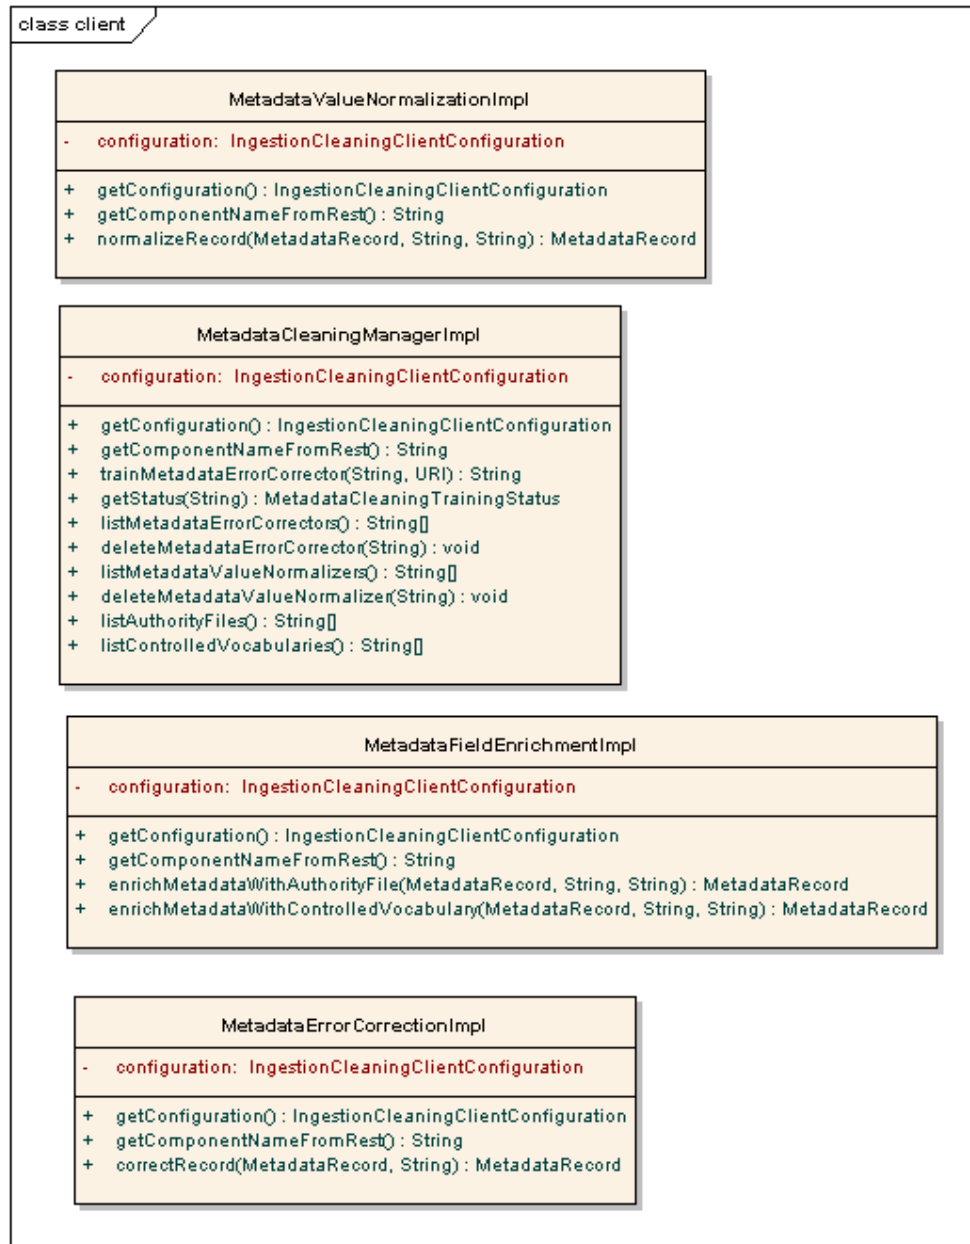 class client
MetadataValueNormalizationImpl
- configuration: IngestionCleaningClientConfiguration
+ getConfiguration() : IngestionCleaningClientConfiguration
+ getComponentNameFromRest() : String
+ normalizeRecord(MetadataRecord, String, String) : MetadataRecord
MetadataCleaningManagerImpl
- configuration: IngestionCleaningClientConfiguration
+ getConfiguration() : IngestionCleaningClientConfiguration
+ getComponentNameFromRest() : String
+ trainMetadataErrorCorrector(String, URI) : String
+ getStatus(String) : MetadataCleaningTrainingStatus
+ listMetadataErrorCorrectors() : String[]
+ deleteMetadataErrorCorrector(String) : void
+ listMetadataValueNormalizers() : String[]
+ deleteMetadataValueNormalizer(String) : void
+ listAuthorityFiles() : String[]
+ listControlledVocabularies() : String[]
MetadataFieldEnrichmentImpl
- configuration: IngestionCleaningClientConfiguration
+ getConfiguration() : IngestionCleaningClientConfiguration
+ getComponentNameFromRest() : String
+ enrichMetadataWithAuthorityFile(MetadataRecord, String, String) : MetadataRecord
+ enrichMetadataWithControlledVocabulary(MetadataRecord, String, String) : MetadataRecord
MetadataErrorCorrectionImpl
- configuration: IngestionCleaningClientConfiguration
+ getConfiguration() : IngestionCleaningClientConfiguration
+ getComponentNameFromRest() : String
+ correctRecord(MetadataRecord, String) : MetadataRecord